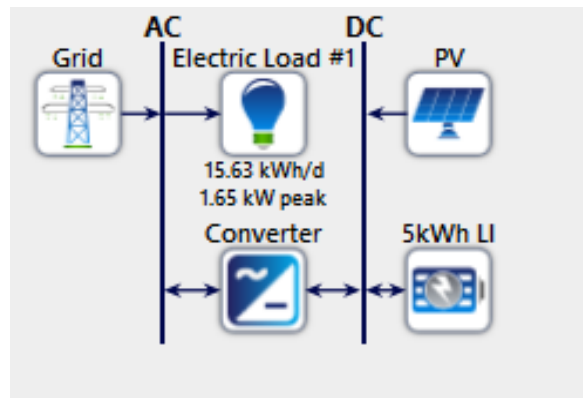 AC
DC
Grid
Electric Load #1
PV
15.63 kWh/d
1.65 kW peak
Converter
5kWh LI